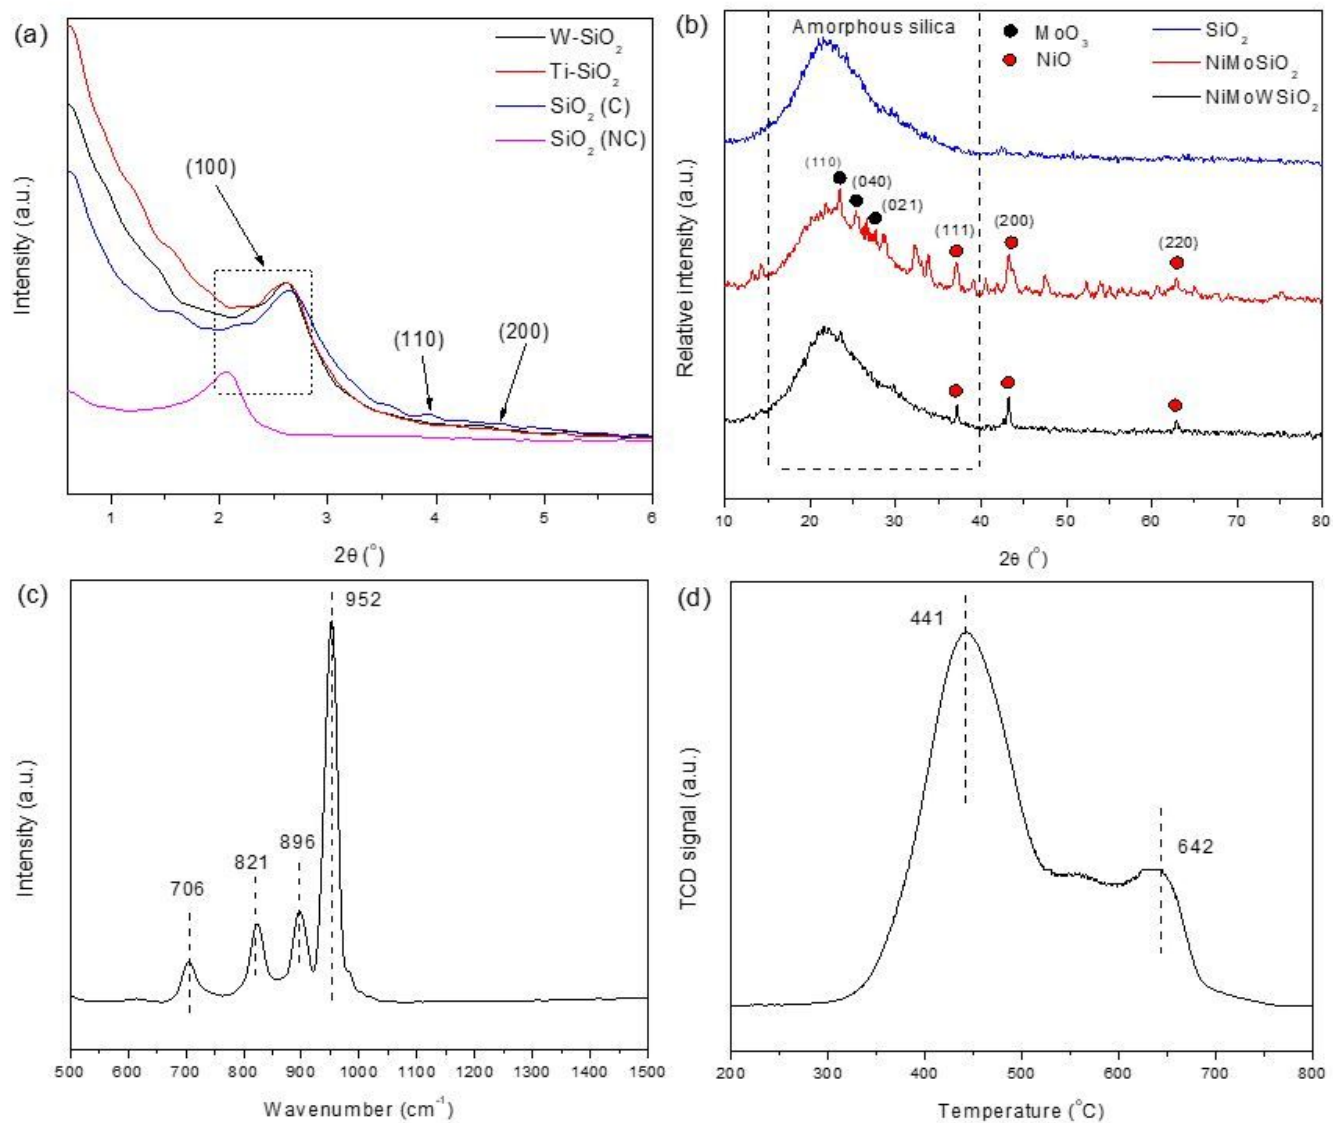 (a)
W-SiO₂
Ti-SiO₂
SiO₂ (C)
SiO₂ (NC)
(100)
(110)
(200)
Intensity (a.u.)
1 2 3 4 5 6
2θ (°)
(b)
Amorphous silica
MoO₃
NiO
SiO₂
NiMoSiO₂
NiMoWSiO₂
(110)
(040)
(021)
(111)
(200)
(220)
Relative intensity (a.u.)
10 20 30 40 50 60 70 80
2θ (°)
(c)
952
896
821
706
Intensity (a.u.)
500 600 700 800 900 1000 1100 1200 1300 1400 1500
Wavenumber (cm⁻¹)
(d)
441
642
TCD signal (a.u.)
200 300 400 500 600 700 800
Temperature (°C)